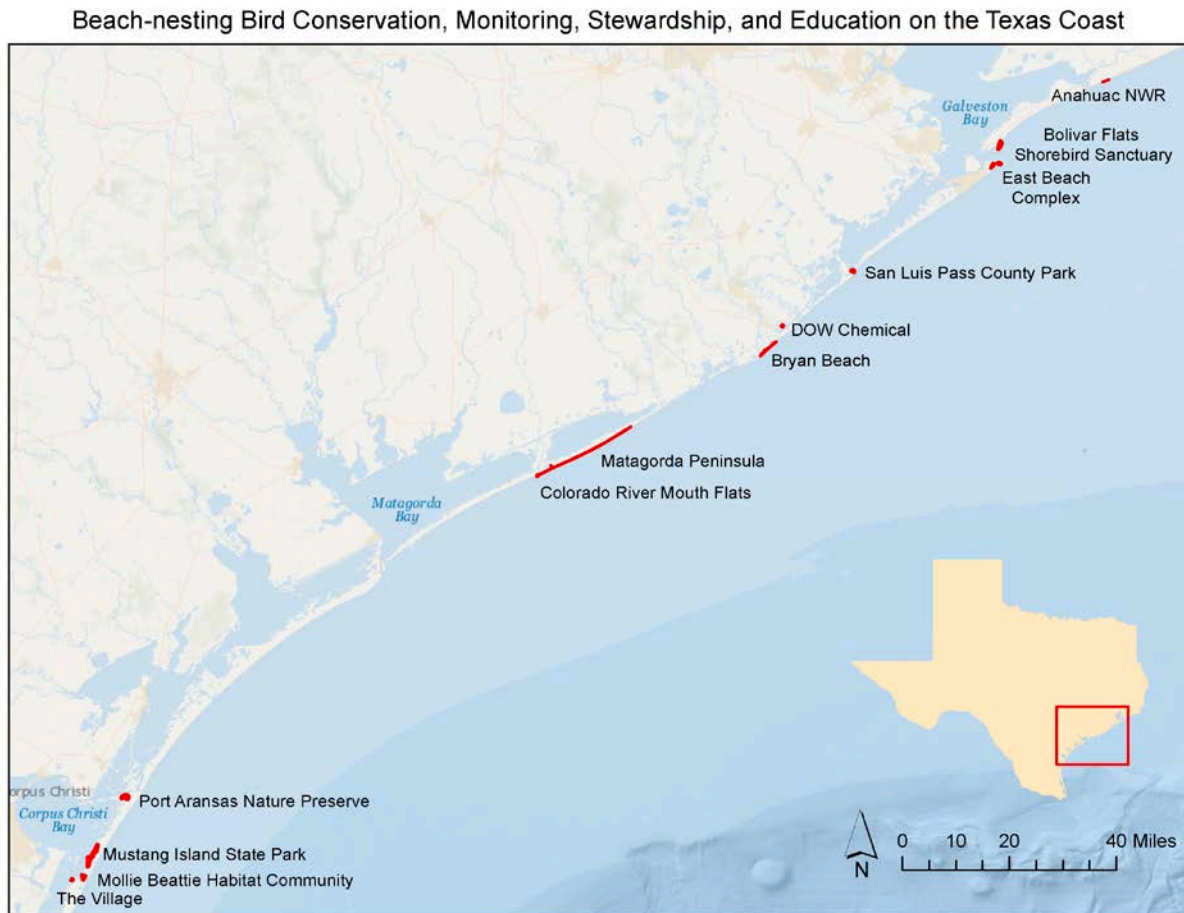 Beach-nesting Bird Conservation, Monitoring, Stewardship, and Education on the Texas Coast
Anahuac NWR
Galveston
Bay
Bolivar Flats
Shorebird Sanctuary
East Beach
Complex
San Luis Pass County Park
DOW Chemical
Bryan Beach
Matagorda Peninsula
Colorado River Mouth Flats
Matagorda
Bay
Port Aransas Nature Preserve
orpus Christi
Corpus Christi
Bay
Mustang Island State Park
Mollie Beattie Habitat Community
The Village
N
0 10 20 40 Miles